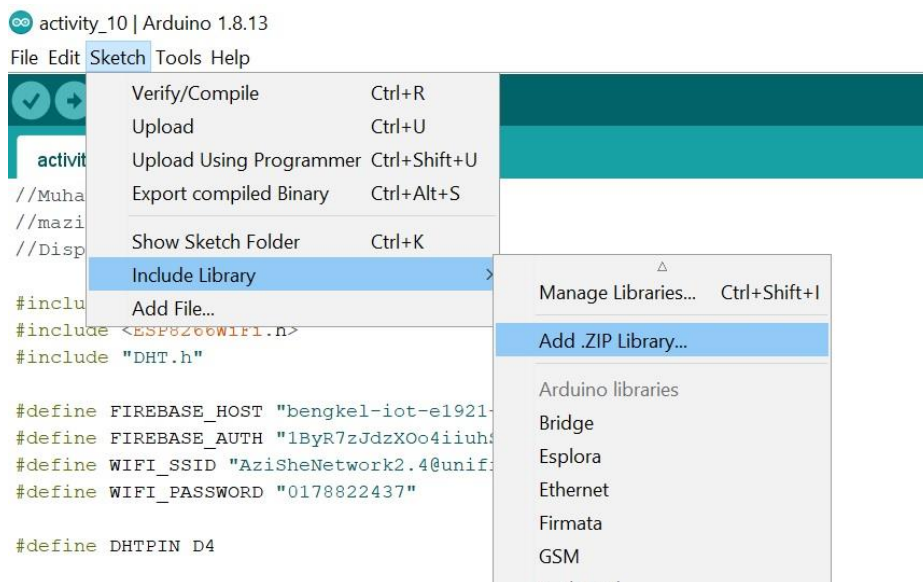 activity_10 | Arduino 1.8.13
File Edit Sketch Tools Help
Verify/Compile Ctrl+R
Upload Ctrl+U
Upload Using Programmer Ctrl+Shift+U
Export compiled Binary Ctrl+Alt+S
Show Sketch Folder Ctrl+K
Include Library
Add File...
Manage Libraries... Ctrl+Shift+I
Add .ZIP Library...
Arduino libraries
Bridge
Esplora
Ethernet
Firmata
GSM
activit
//Muha
//mazi
//Disp
#inclu
#include <ESP8266WiFi.h>
#include "DHT.h"
#define FIREBASE_HOST "bengkel-iot-e1921-
#define FIREBASE_AUTH "1ByR7zJdzXOo4iiuh
#define WIFI_SSID "AziSheNetwork2.4@unifi
#define WIFI_PASSWORD "0178822437"
#define DHTPIN D4